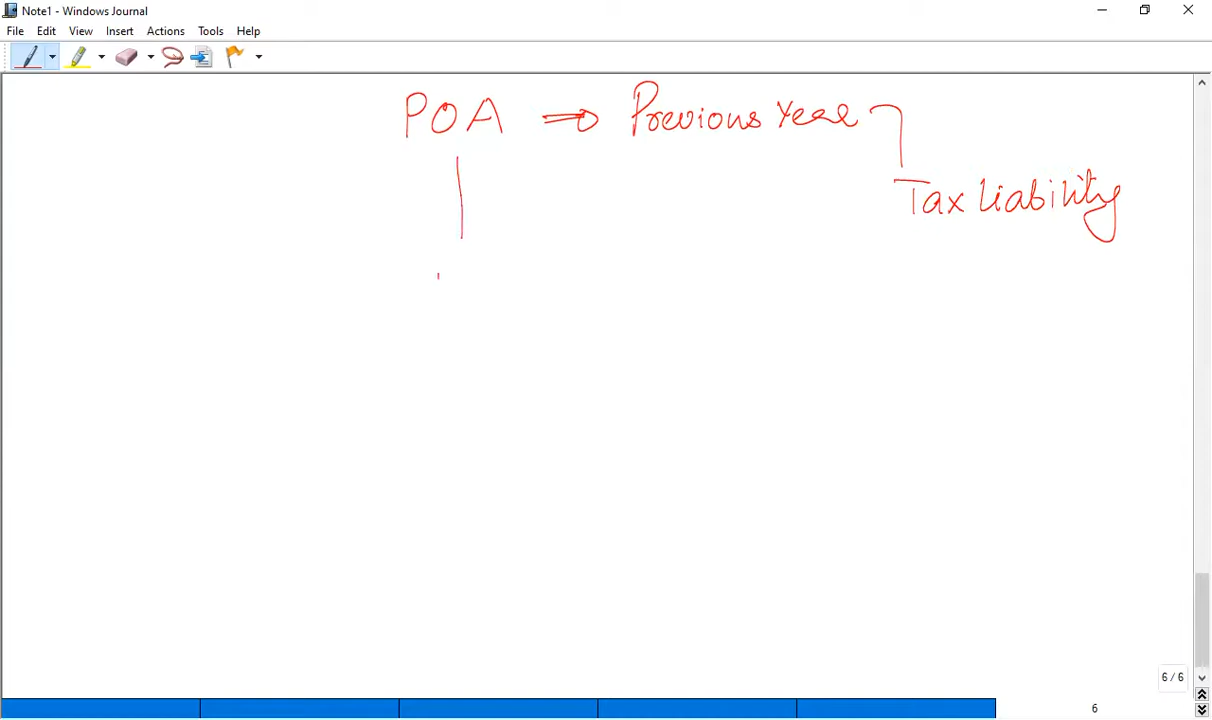 Note1 - Windows Journal
File Edit View Insert Actions Tools Help
POA ⇒ Previous Year
Tax liability
6 / 6
6